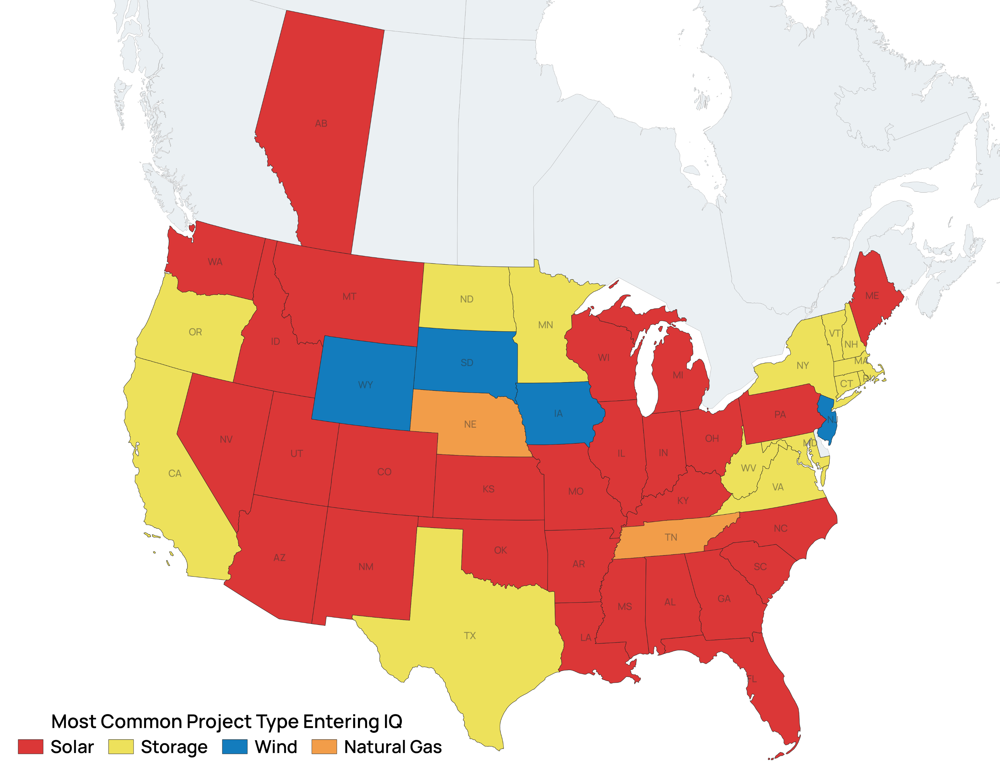 AB
WA
MT
ND
ME
OR
MN
VT
ID
NH
WI
SD
MA
NY
MI
RI
WY
CT
IA
PA
NJ
NE
OH
NV
MD
UT
IL
IN
WV
CO
CA
VA
KS
MO
KY
NC
TN
OK
AZ
AR
NM
SC
GA
AL
MS
TX
LA
FL
Most Common Project Type Entering IQ
Solar Storage Wind Natural Gas